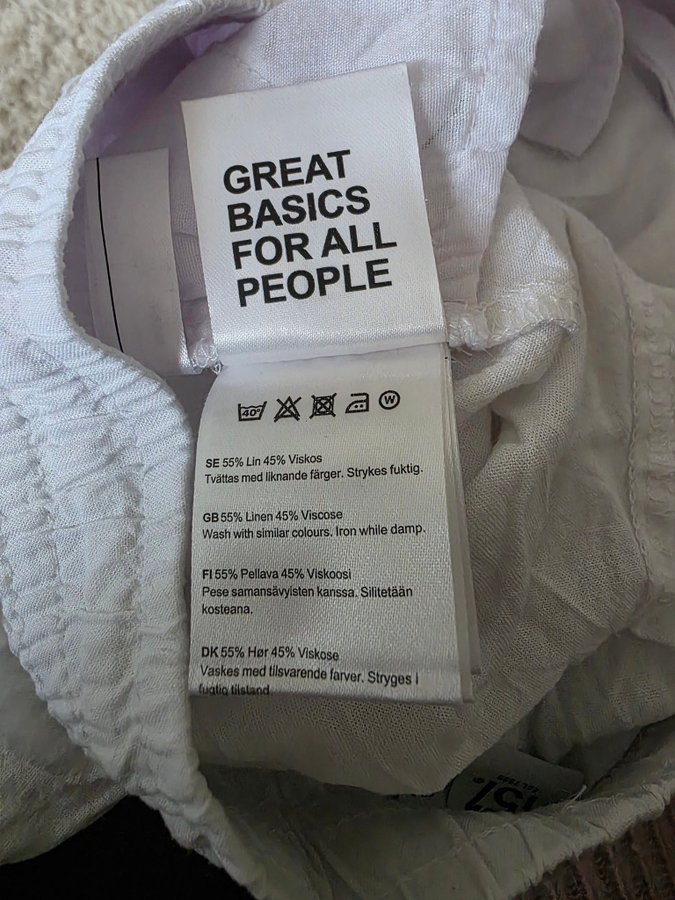 GREAT
BASICS
FOR ALL
PEOPLE
40°
W
SE 55% Lin 45% Viskos
Tvättas med liknande färger. Strykes fuktig.
GB 55% Linen 45% Viscose
Wash with similar colours. Iron while damp.
FI 55% Pellava 45% Viskoosi
Pese samansävyisten kanssa. Silitetään
kosteana.
DK 55% Hør 45% Viskose
Vaskes med tilsvarende farver. Stryges i
fugtig tilstand
157